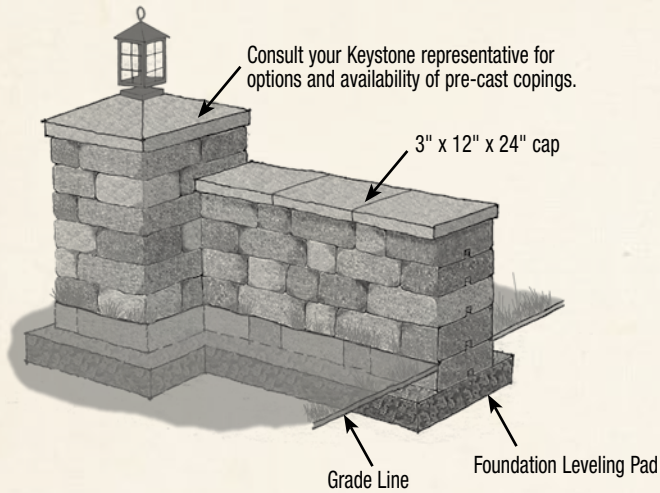 Consult your Keystone representative for
options and availability of pre-cast copings.
3" x 12" x 24" cap
Foundation Leveling Pad
Grade Line